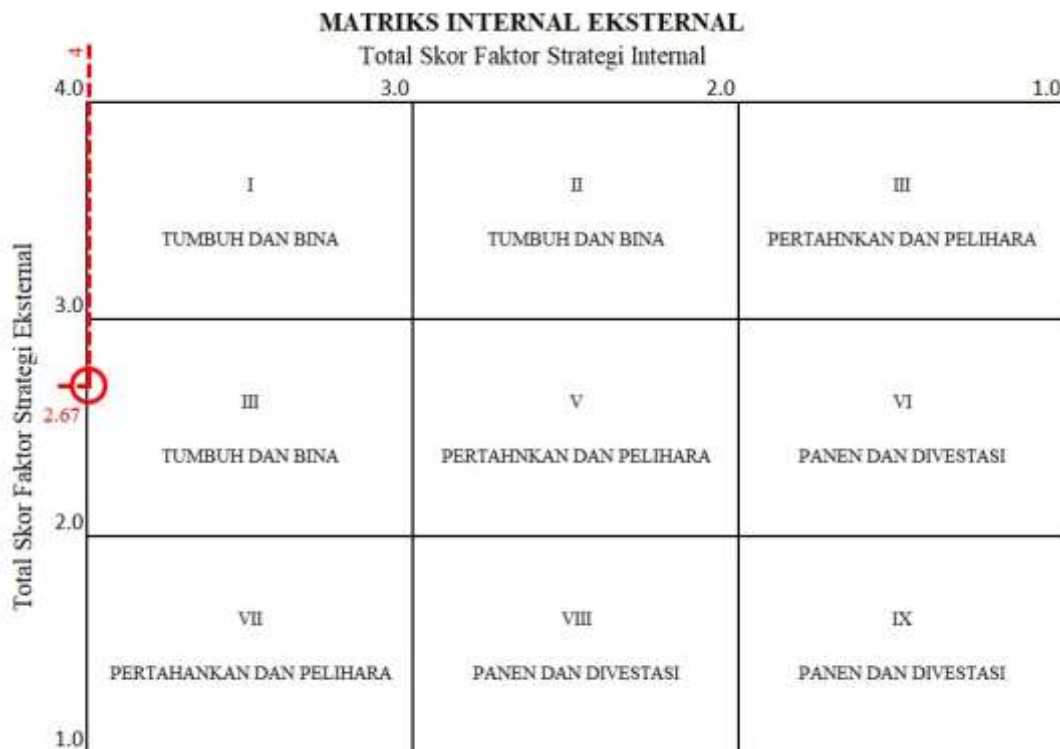 MATRIKS INTERNAL EKSTERNAL
Total Skor Faktor Strategi Internal
4
4.0 3.0 2.0 1.0
I II III
TUMBUH DAN BINA TUMBUH DAN BINA PERTAHNKAN DAN PELIHARA
Total Skor Faktor Strategi Eksternal
3.0
2.67
III V VI
TUMBUH DAN BINA PERTAHNKAN DAN PELIHARA PANEN DAN DIVESTASI
2.0
VII VIII IX
PERTAHANKAN DAN PELIHARA PANEN DAN DIVESTASI PANEN DAN DIVESTASI
1.0